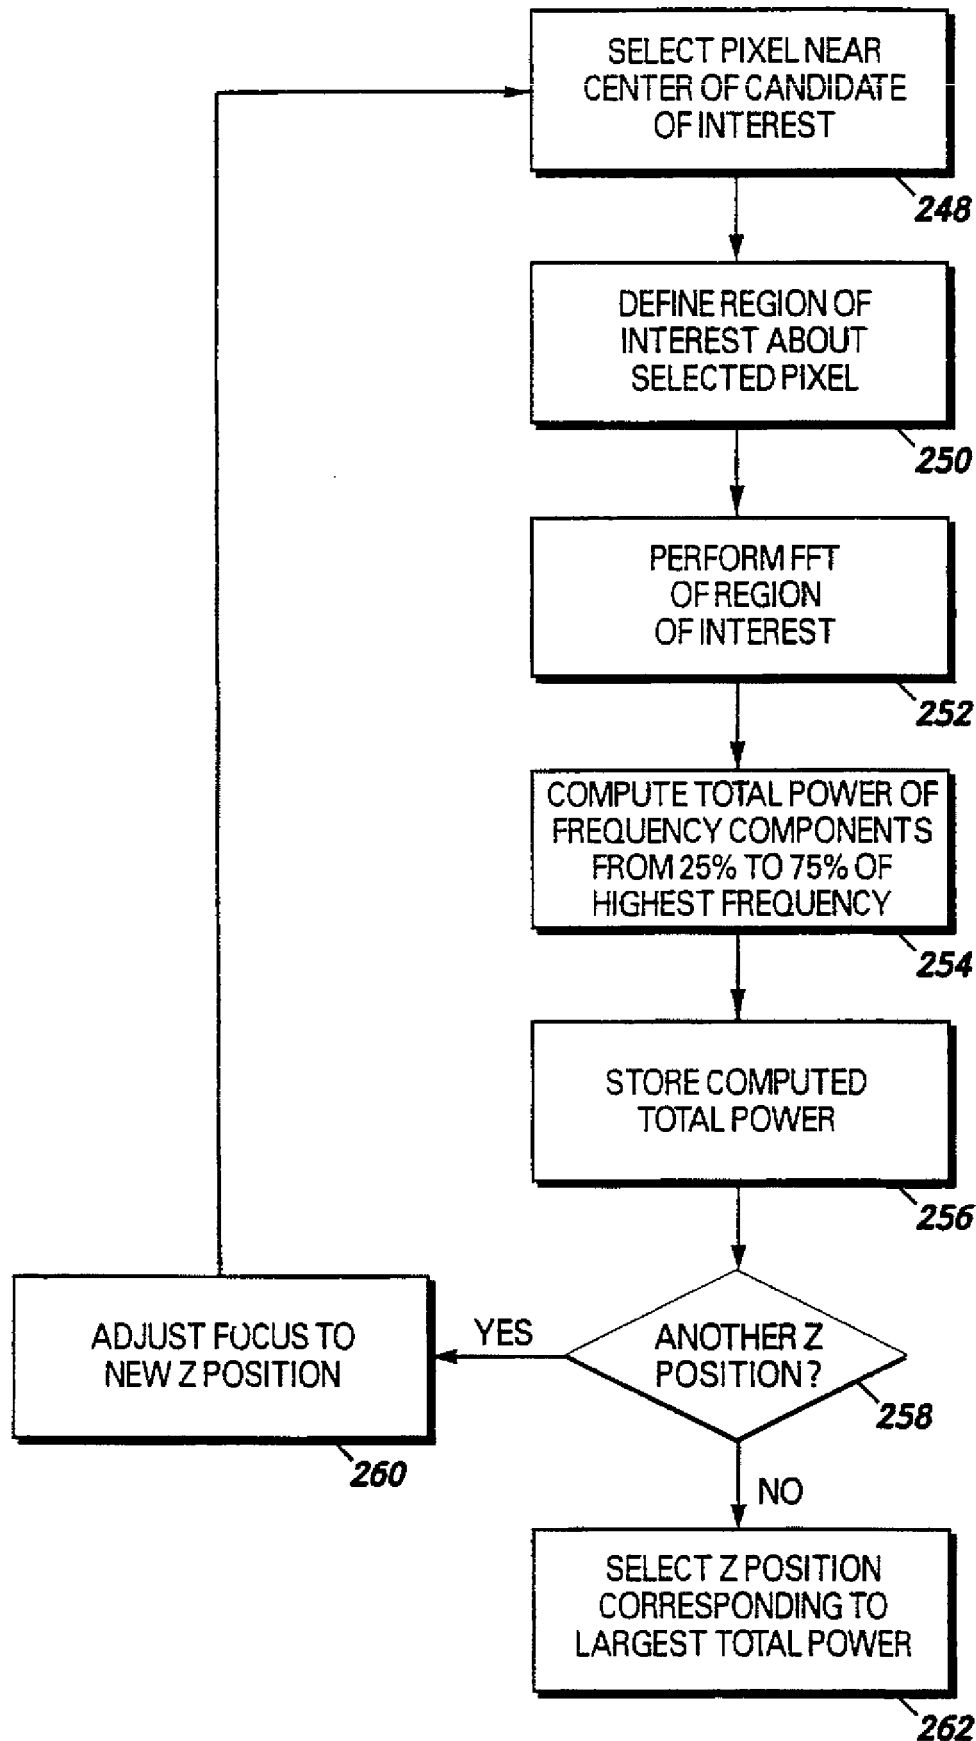 SELECT PIXEL NEAR
CENTER OF CANDIDATE
OF INTEREST
248
DEFINE REGION OF
INTEREST ABOUT
SELECTED PIXEL
250
PERFORM FFT
OF REGION
OF INTEREST
252
COMPUTE TOTAL POWER OF
FREQUENCY COMPONENTS
FROM 25% TO 75% OF
HIGHEST FREQUENCY
254
STORE COMPUTED
TOTAL POWER
256
ANOTHER Z
POSITION?
258
YES
ADJUST FOCUS TO
NEW Z POSITION
260
NO
SELECT Z POSITION
CORRESPONDING TO
LARGEST TOTAL POWER
262